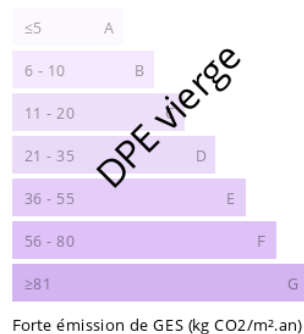 ≤5 A
6 - 10 B
11 - 20
21 - 35 D
36 - 55 E
56 - 80 F
≥81 G
DPE vierge
Forte émission de GES (kg CO2/m².an)